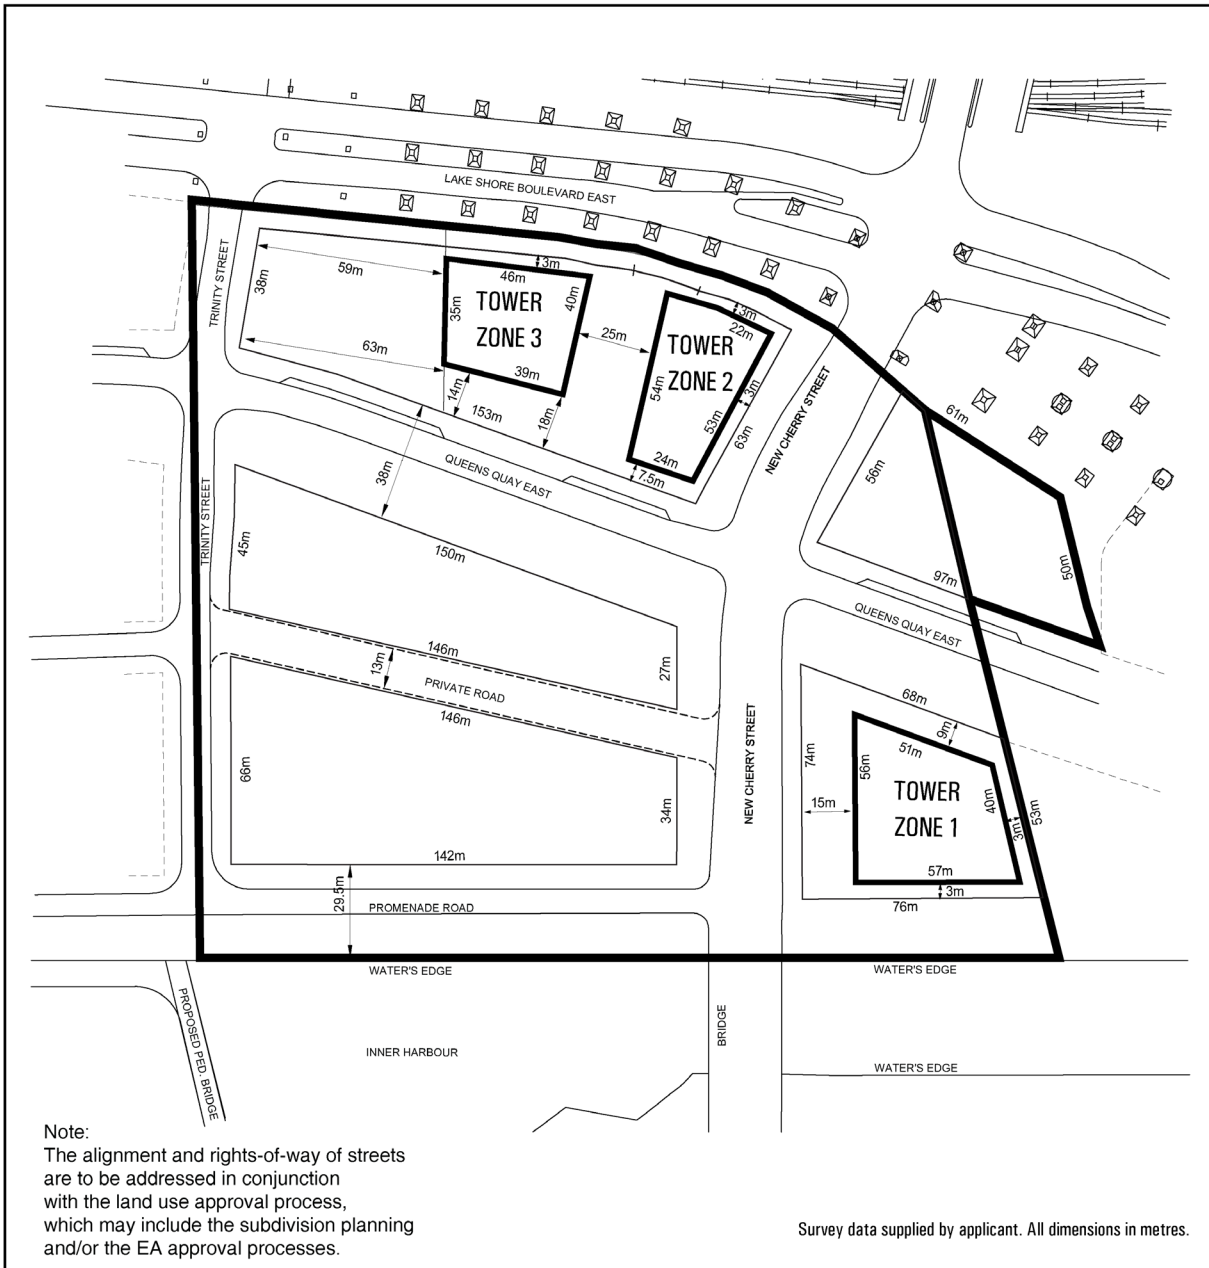 LAKE SHORE BOULEVARD EAST
TRINITY STREET
59m
38m
3m
46m
40m
35m
TOWER
ZONE 3
25m
3m
22m
TOWER
ZONE 2
63m
39m
14m
153m
18m
54m
53m
3m
63m
24m
7.5m
NEW CHERRY STREET
61m
56m
38m
QUEENS QUAY EAST
TRINITY STREET
45m
150m
97m
50m
QUEENS QUAY EAST
146m
13m
27m
PRIVATE ROAD
146m
68m
9m
51m
NEW CHERRY STREET
74m
56m
66m
34m
15m
TOWER
ZONE 1
40m
3m
53m
142m
57m
3m
76m
29.5m
PROMENADE ROAD
WATER'S EDGE
WATER'S EDGE
PROPOSED PED. BRIDGE
BRIDGE
INNER HARBOUR
WATER'S EDGE
Note:
The alignment and rights-of-way of streets
are to be addressed in conjunction
with the land use approval process,
which may include the subdivision planning
and/or the EA approval processes.
Survey data supplied by applicant. All dimensions in metres.